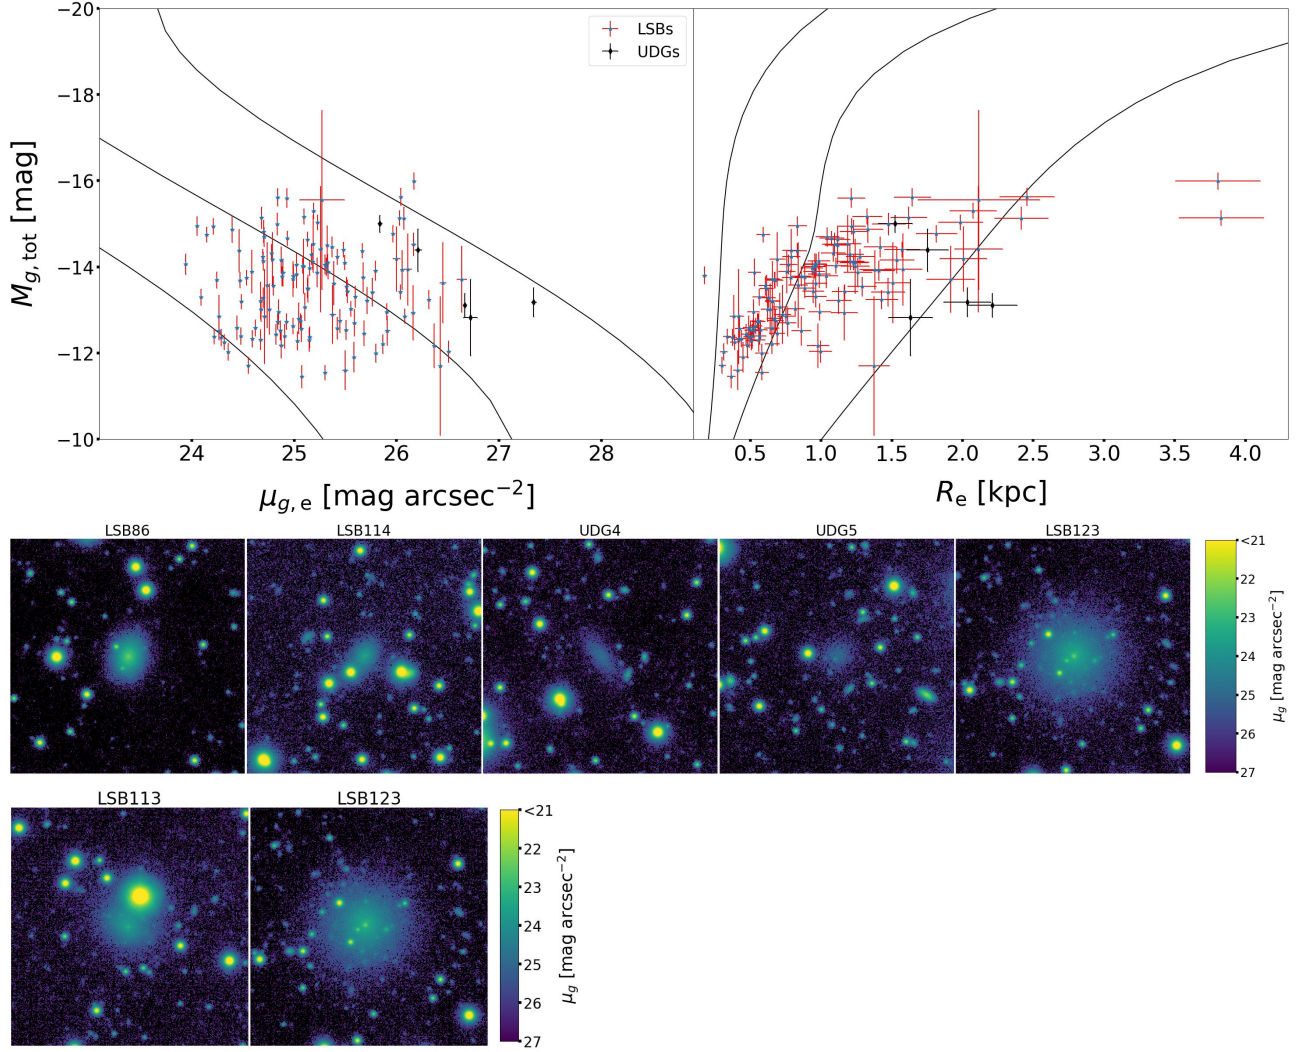 −20
−18
−16
−14
−12
−10
M_{g, tot} [mag]
LSBs
UDGs
24 25 26 27 28
0.5 1.0 1.5 2.0 2.5 3.0 3.5 4.0
μ_{g, e} [mag arcsec⁻²]
R_e [kpc]
LSB86 LSB114 UDG4 UDG5 LSB123
<21
22
23
24
25
26
27
μ_g [mag arcsec⁻²]
LSB113 LSB123
<21
22
23
24
25
26
27
μ_g [mag arcsec⁻²]